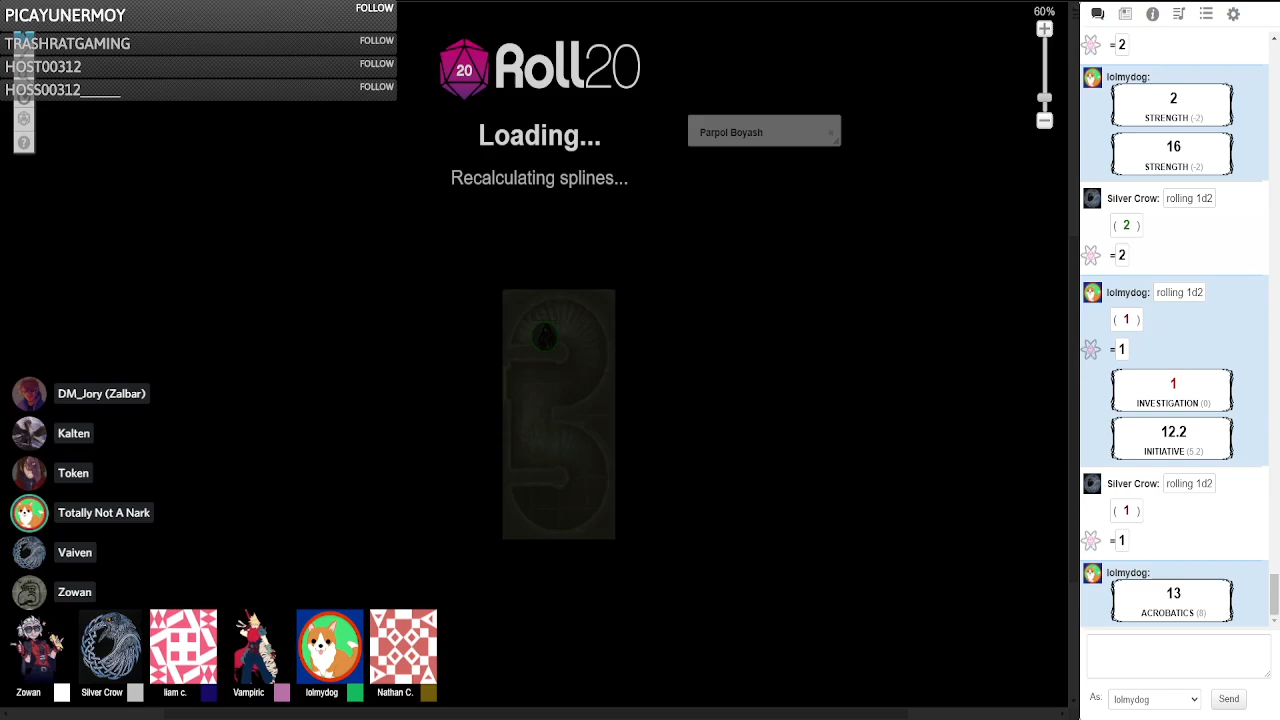 PICAYUNERMOY FOLLOW
TRASHRATGAMING FOLLOW
HOST00312 FOLLOW
HOSS00312_____ FOLLOW
20 Roll20
Loading...
Recalculating splines...
Parpol Boyash
60%
DM_Jory (Zalbar)
Kalten
Token
Totally Not A Nark
Vaiven
Zowan
Zowan
Silver Crow
liam c.
Vampiric
lolmydog
Nathan C.
=2
lolmydog:
2
STRENGTH (-2)
16
STRENGTH (-2)
Silver Crow: rolling 1d2
( 2 )
=2
lolmydog: rolling 1d2
( 1 )
=1
1
INVESTIGATION (0)
12.2
INITIATIVE (5.2)
Silver Crow: rolling 1d2
( 1 )
=1
lolmydog:
13
ACROBATICS (8)
As: lolmydog Send